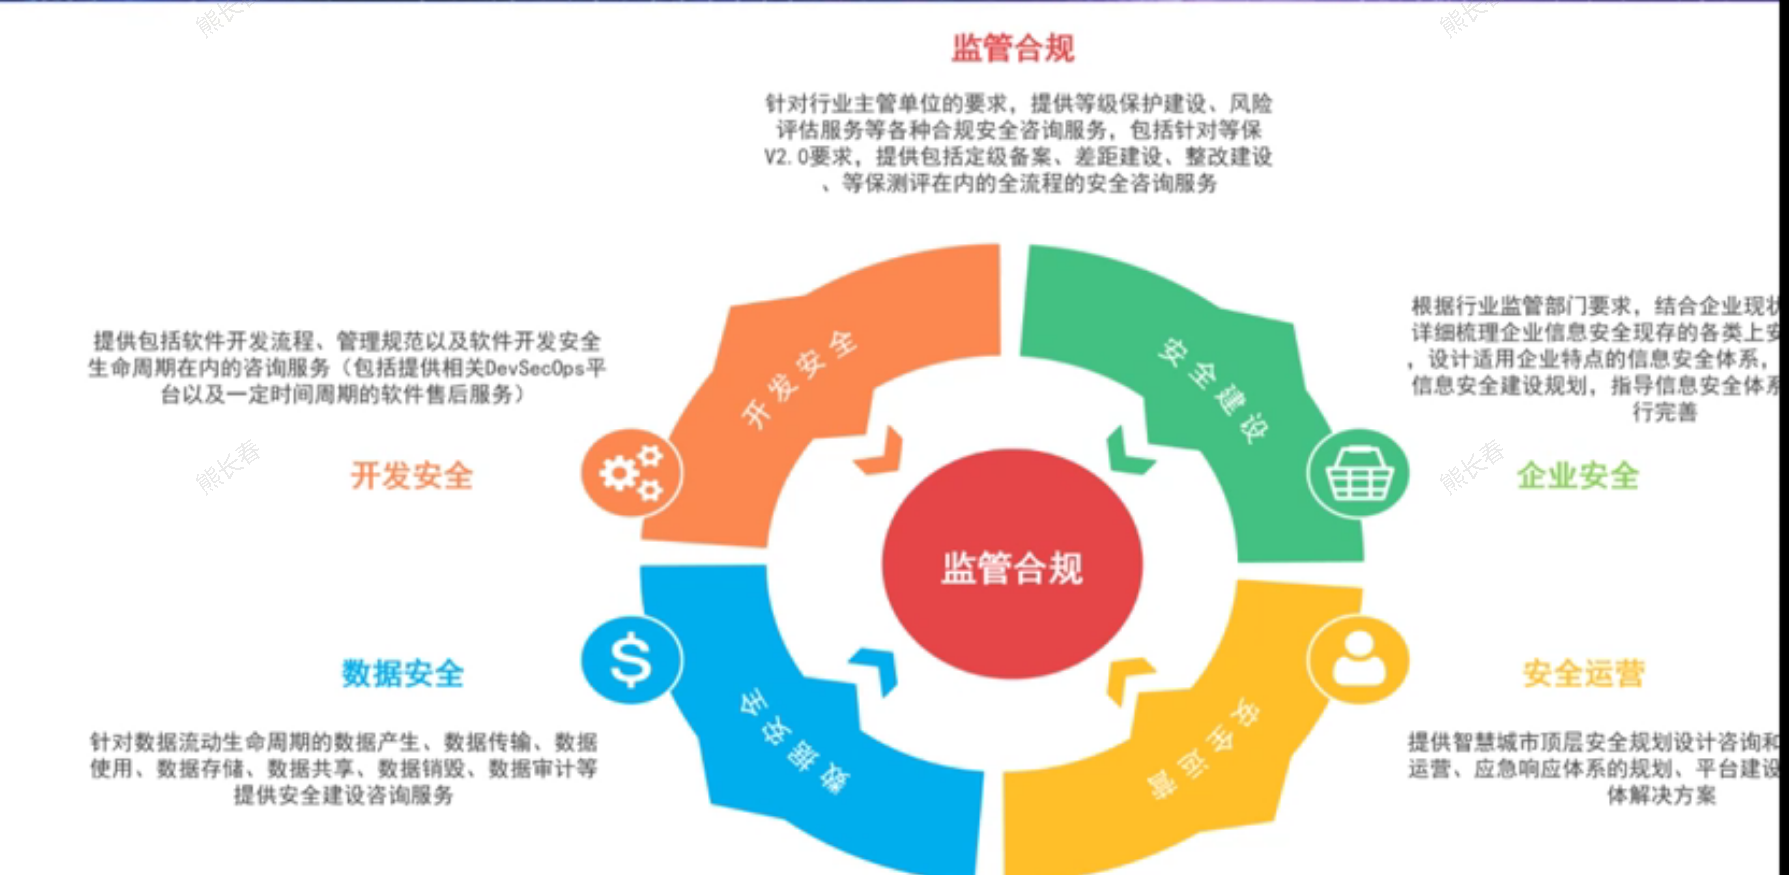 熊长春
熊长春
监管合规
针对行业主管单位的要求，提供等级保护建设、风险
评估服务等各种合规安全咨询服务，包括针对等保
V2.0要求，提供包括定级备案、差距建设、整改建设
、等保测评在内的全流程的安全咨询服务
提供包括软件开发流程、管理规范以及软件开发安全
生命周期在内的咨询服务（包括提供相关DevSecOps平
台以及一定时间周期的软件售后服务）
熊长春
开发安全
开发安全
安全建设
根据行业监管部门要求，结合企业现状
详细梳理企业信息安全现存的各类上安
，设计适用企业特点的信息安全体系，
信息安全建设规划，指导信息安全体系
行完善
熊长春
企业安全
监管合规
数据安全
针对数据流动生命周期的数据产生、数据传输、数据
使用、数据存储、数据共享、数据销毁、数据审计等
提供安全建设咨询服务
数据安全
安全运营
安全运营
提供智慧城市顶层安全规划设计咨询和
运营、应急响应体系的规划、平台建设
体解决方案